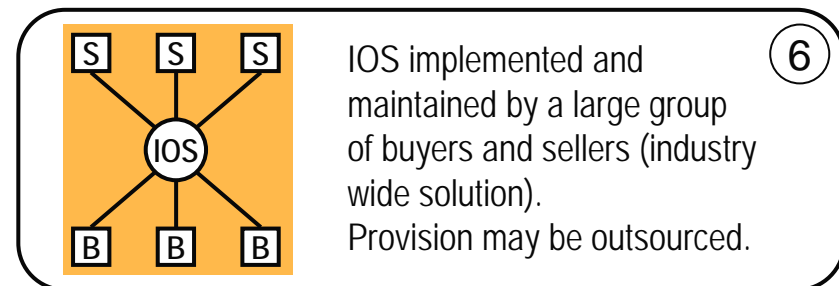 S S S
IOS
B B B
IOS implemented and
maintained by a large group
of buyers and sellers (industry
wide solution).
Provision may be outsourced.
6